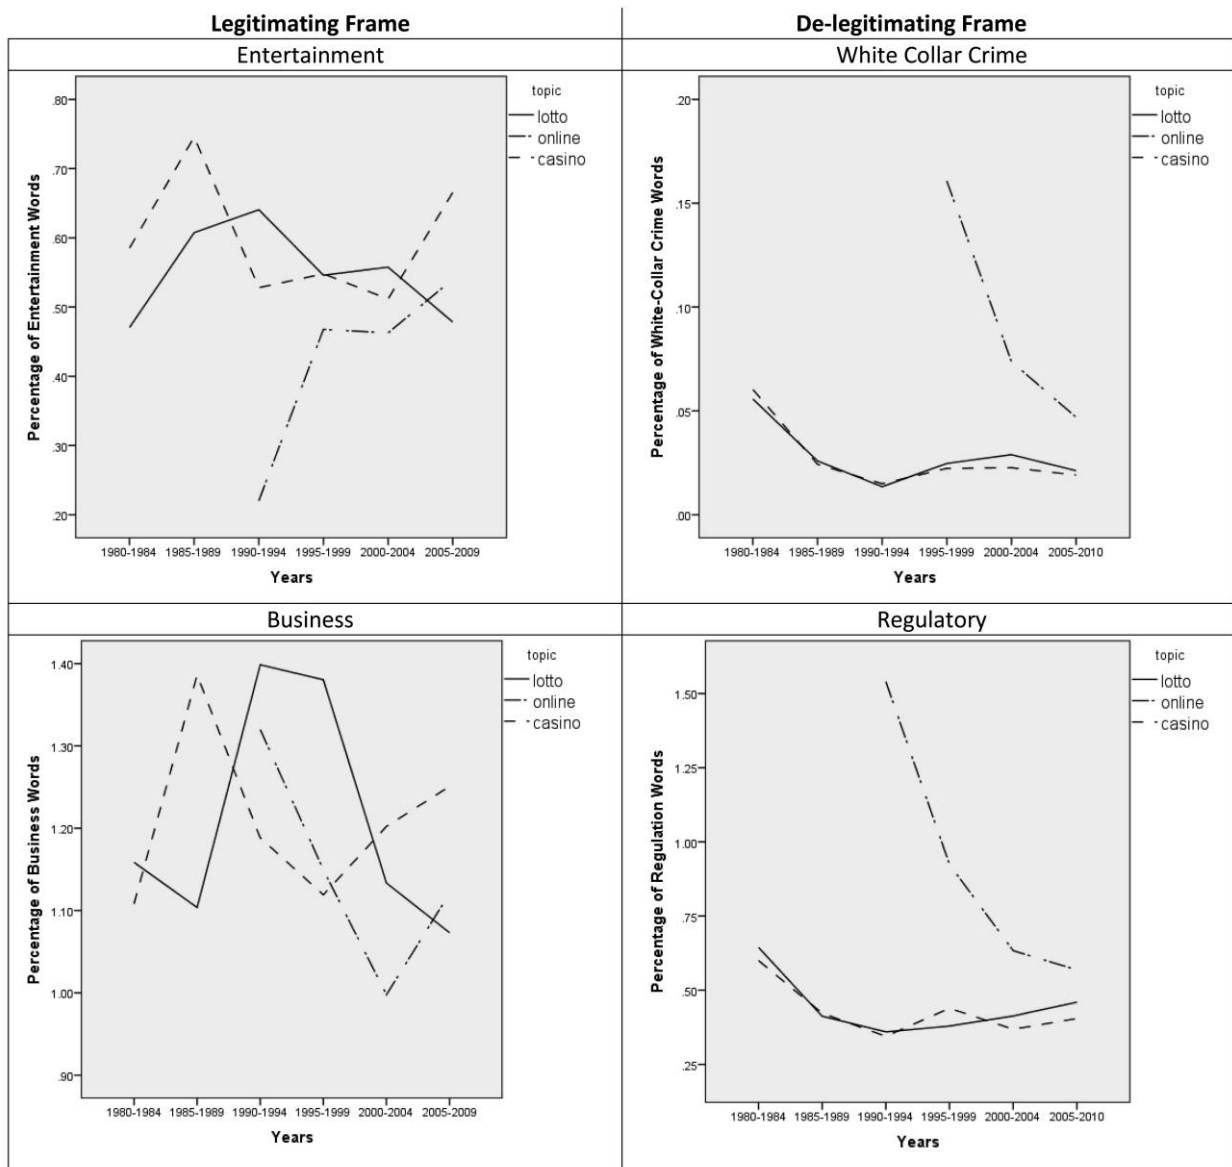 Legitimating Frame
De-legitimating Frame
Entertainment
White Collar Crime
Percentage of Entertainment Words
.80
.70
.60
.50
.40
.30
.20
1980-1984 1985-1989 1990-1994 1995-1999 2000-2004 2005-2009
Years
topic
lotto
online
casino
Percentage of White-Collar Crime Words
.20
.15
.10
.05
.00
1980-1984 1985-1989 1990-1994 1995-1999 2000-2004 2005-2010
Years
topic
lotto
online
casino
Business
Regulatory
Percentage of Business Words
1.40
1.30
1.20
1.10
1.00
.90
1980-1984 1985-1989 1990-1994 1995-1999 2000-2004 2005-2009
Years
topic
lotto
online
casino
Percentage of Regulation Words
1.50
1.25
1.00
.75
.50
.25
1980-1984 1985-1989 1990-1994 1995-1999 2000-2004 2005-2010
Years
topic
lotto
online
casino